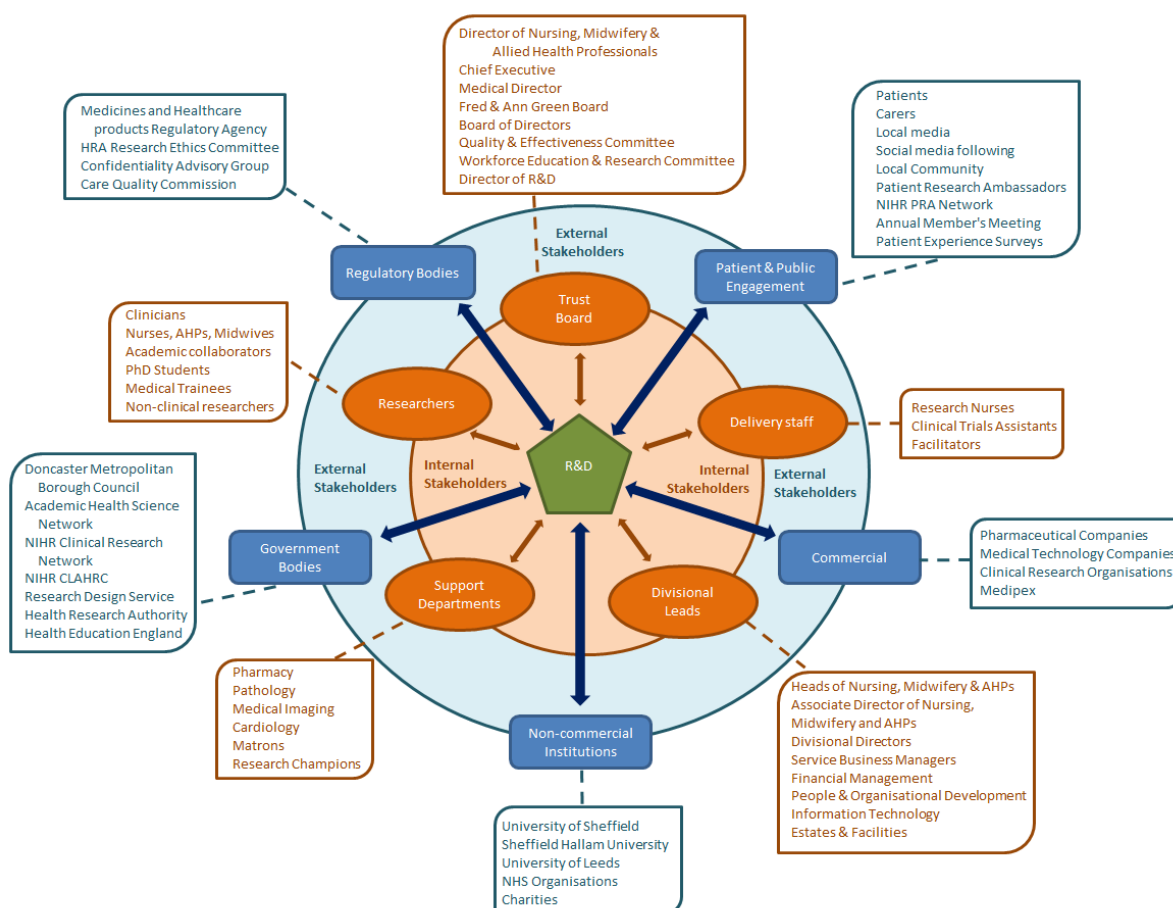 Director of Nursing, Midwifery &
Allied Health Professionals
Chief Executive
Medical Director
Fred & Ann Green Board
Board of Directors
Quality & Effectiveness Committee
Workforce Education & Research Committee
Director of R&D
Medicines and Healthcare
products Regulatory Agency
HRA Research Ethics Committee
Confidentiality Advisory Group
Care Quality Commission
Patients
Carers
Local media
Social media following
Local Community
Patient Research Ambassadors
NIHR PRA Network
Annual Member's Meeting
Patient Experience Surveys
External
Stakeholders
Regulatory Bodies
Patient & Public
Engagement
Trust
Board
Clinicians
Nurses, AHPs, Midwives
Academic collaborators
PhD Students
Medical Trainees
Non-clinical researchers
Researchers
Delivery staff
Research Nurses
Clinical Trials Assistants
Facilitators
R&D
External
Stakeholders
Internal
Stakeholders
Internal
Stakeholders
External
Stakeholders
Doncaster Metropolitan
Borough Council
Academic Health Science
Network
NIHR Clinical Research
Network
NIHR CLAHRC
Research Design Service
Health Research Authority
Health Education England
Government
Bodies
Commercial
Pharmaceutical Companies
Medical Technology Companies
Clinical Research Organisations
Medipex
Support
Departments
Divisional
Leads
Pharmacy
Pathology
Medical Imaging
Cardiology
Matrons
Research Champions
Non-commercial
Institutions
Heads of Nursing, Midwifery & AHPs
Associate Director of Nursing,
Midwifery and AHPs
Divisional Directors
Service Business Managers
Financial Management
People & Organisational Development
Information Technology
Estates & Facilities
University of Sheffield
Sheffield Hallam University
University of Leeds
NHS Organisations
Charities